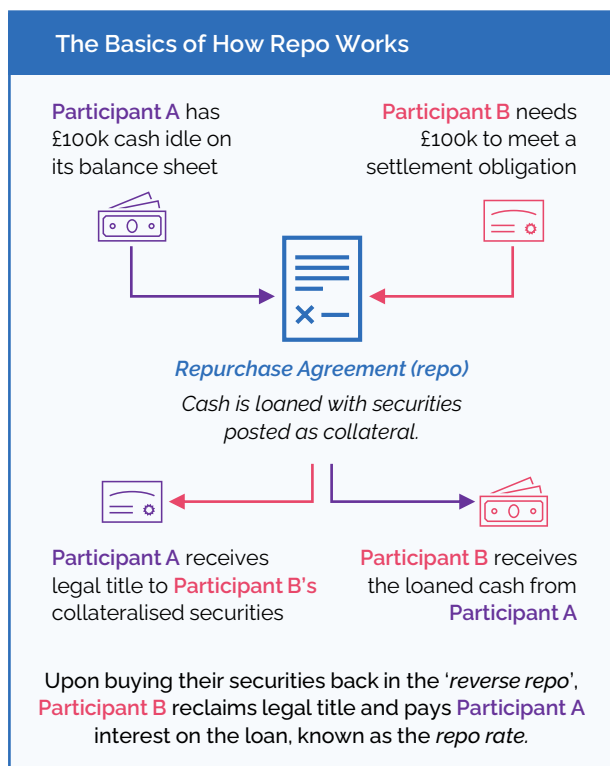 The Basics of How Repo Works
Participant A has
£100k cash idle on
its balance sheet
Participant B needs
£100k to meet a
settlement obligation
Repurchase Agreement (repo)
Cash is loaned with securities
posted as collateral.
Participant A receives
legal title to Participant B's
collateralised securities
Participant B receives
the loaned cash from
Participant A
Upon buying their securities back in the ‘reverse repo’,
Participant B reclaims legal title and pays Participant A
interest on the loan, known as the repo rate.